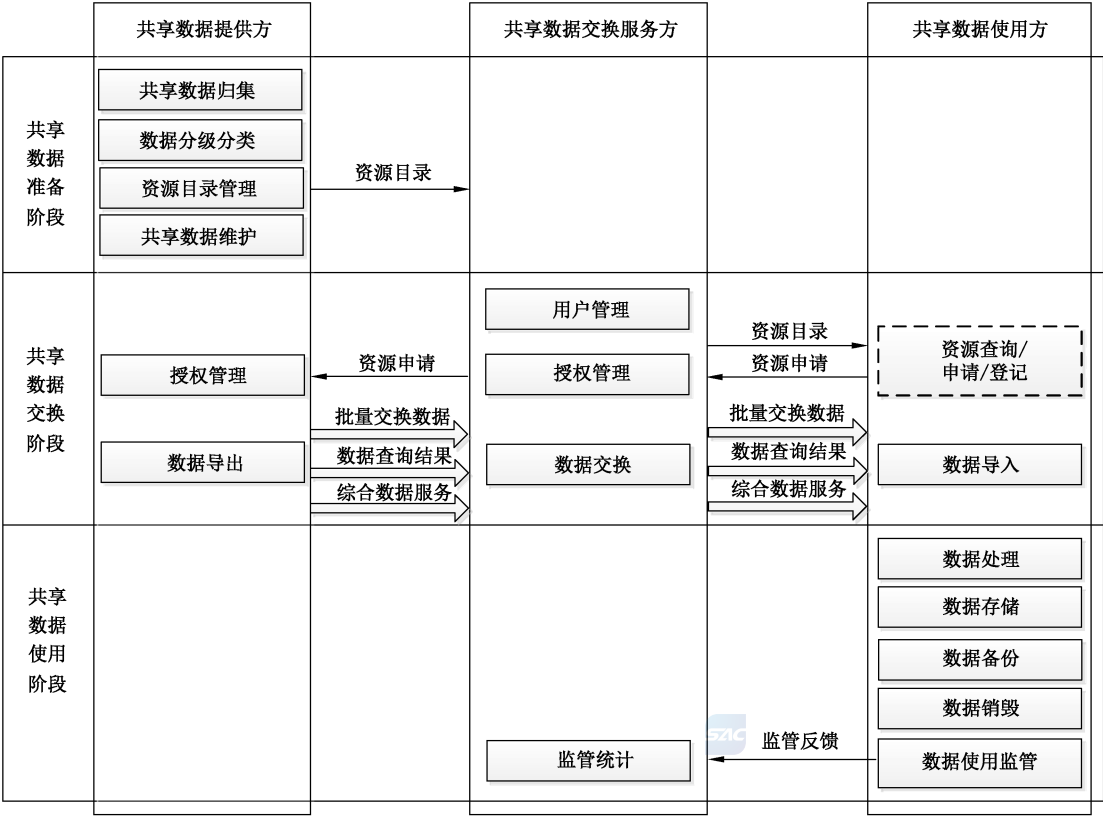 共享数据提供方
共享数据交换服务方
共享数据使用方
共享
数据
准备
阶段
共享数据归集
数据分级分类
资源目录管理
共享数据维护
资源目录
共享
数据
交换
阶段
授权管理
数据导出
资源申请
批量交换数据
数据查询结果
综合数据服务
用户管理
授权管理
数据交换
资源目录
资源申请
批量交换数据
数据查询结果
综合数据服务
资源查询/
申请/登记
数据导入
共享
数据
使用
阶段
监管统计
SAC
监管反馈
数据处理
数据存储
数据备份
数据销毁
数据使用监管